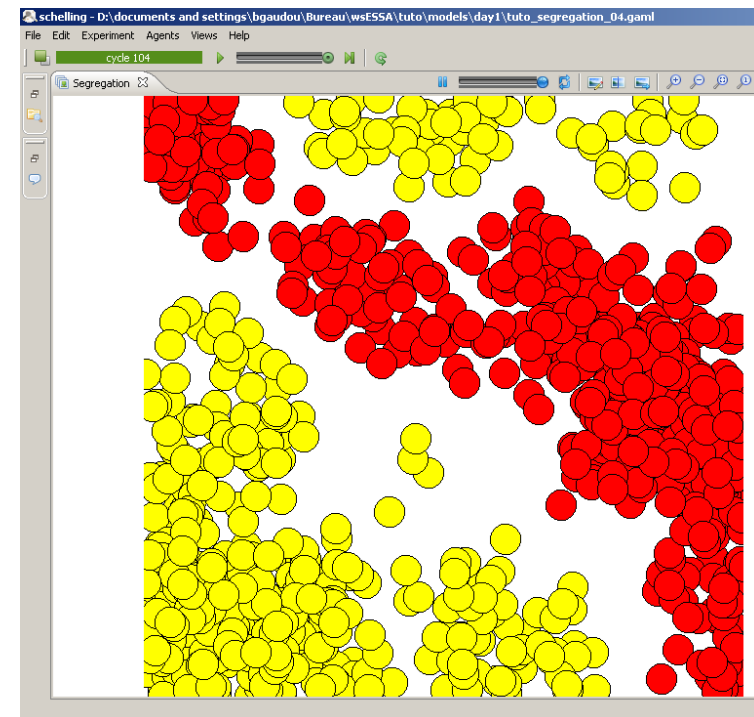 schelling - D:\documents and settings\bgaudou\Bureau\wsESSA\tuto\models\day1\tuto_segregation_04.gaml
File Edit Experiment Agents Views Help
cycle 104
Segregation